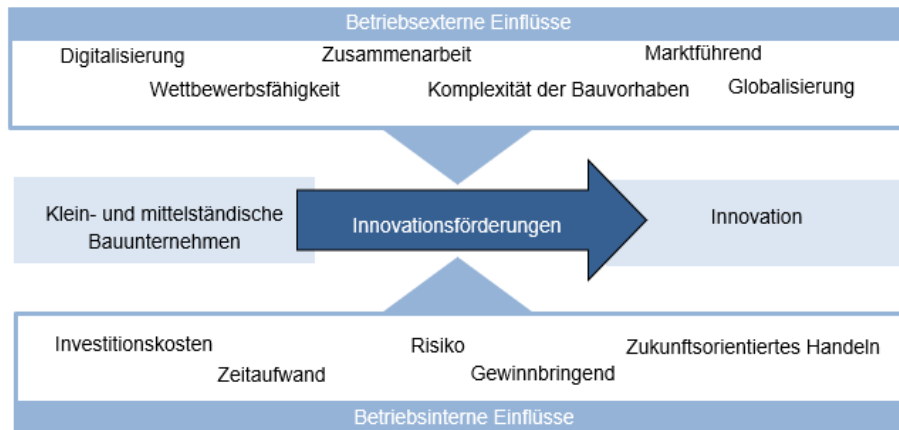 Betriebsexterne Einflüsse
Digitalisierung Zusammenarbeit Marktführend
Wettbewerbsfähigkeit Komplexität der Bauvorhaben Globalisierung
Klein- und mittelständische
Bauunternehmen
Innovationsförderungen
Innovation
Investitionskosten Risiko Zukunftsorientiertes Handeln
Zeitaufwand Gewinnbringend
Betriebsinterne Einflüsse